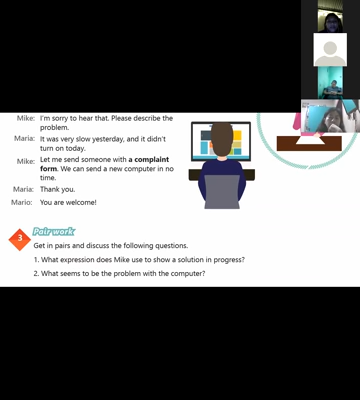 Mike: I'm sorry to hear that. Please describe the
problem.
Maria: It was very slow yesterday, and it didn't
turn on today.
Mike: Let me send someone with a complaint
form. We can send a new computer in no
time.
Maria: Thank you.
Mario: You are welcome!
3 Pair work
Get in pairs and discuss the following questions.
1. What expression does Mike use to show a solution in progress?
2. What seems to be the problem with the computer?